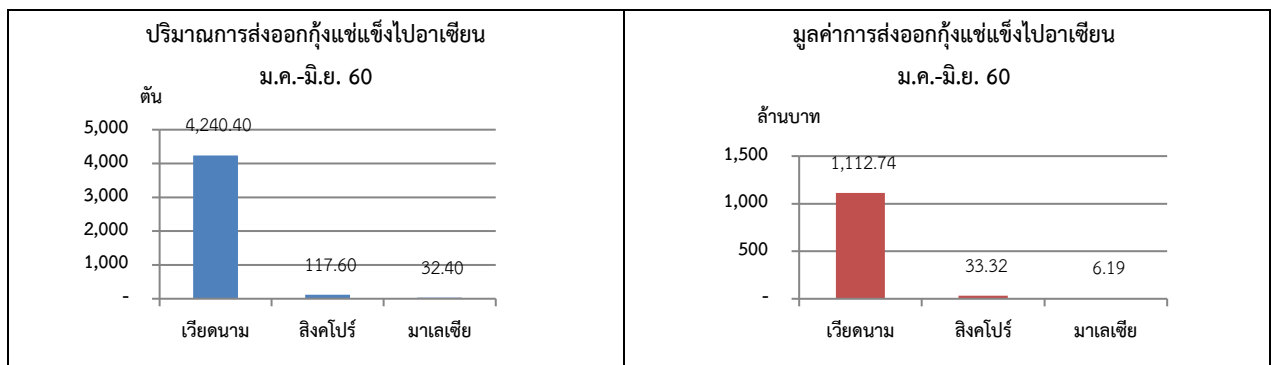 ปริมาณการส่งออกกุ้งแช่แข็งไปอาเซียน
ม.ค.-มิ.ย. 60
ตัน
5,000
4,000
3,000
2,000
1,000
-
4,240.40
117.60
32.40
เวียดนาม สิงคโปร์ มาเลเซีย
มูลค่าการส่งออกกุ้งแช่แข็งไปอาเซียน
ม.ค.-มิ.ย. 60
ล้านบาท
1,500
1,000
500
-
1,112.74
33.32
6.19
เวียดนาม สิงคโปร์ มาเลเซีย